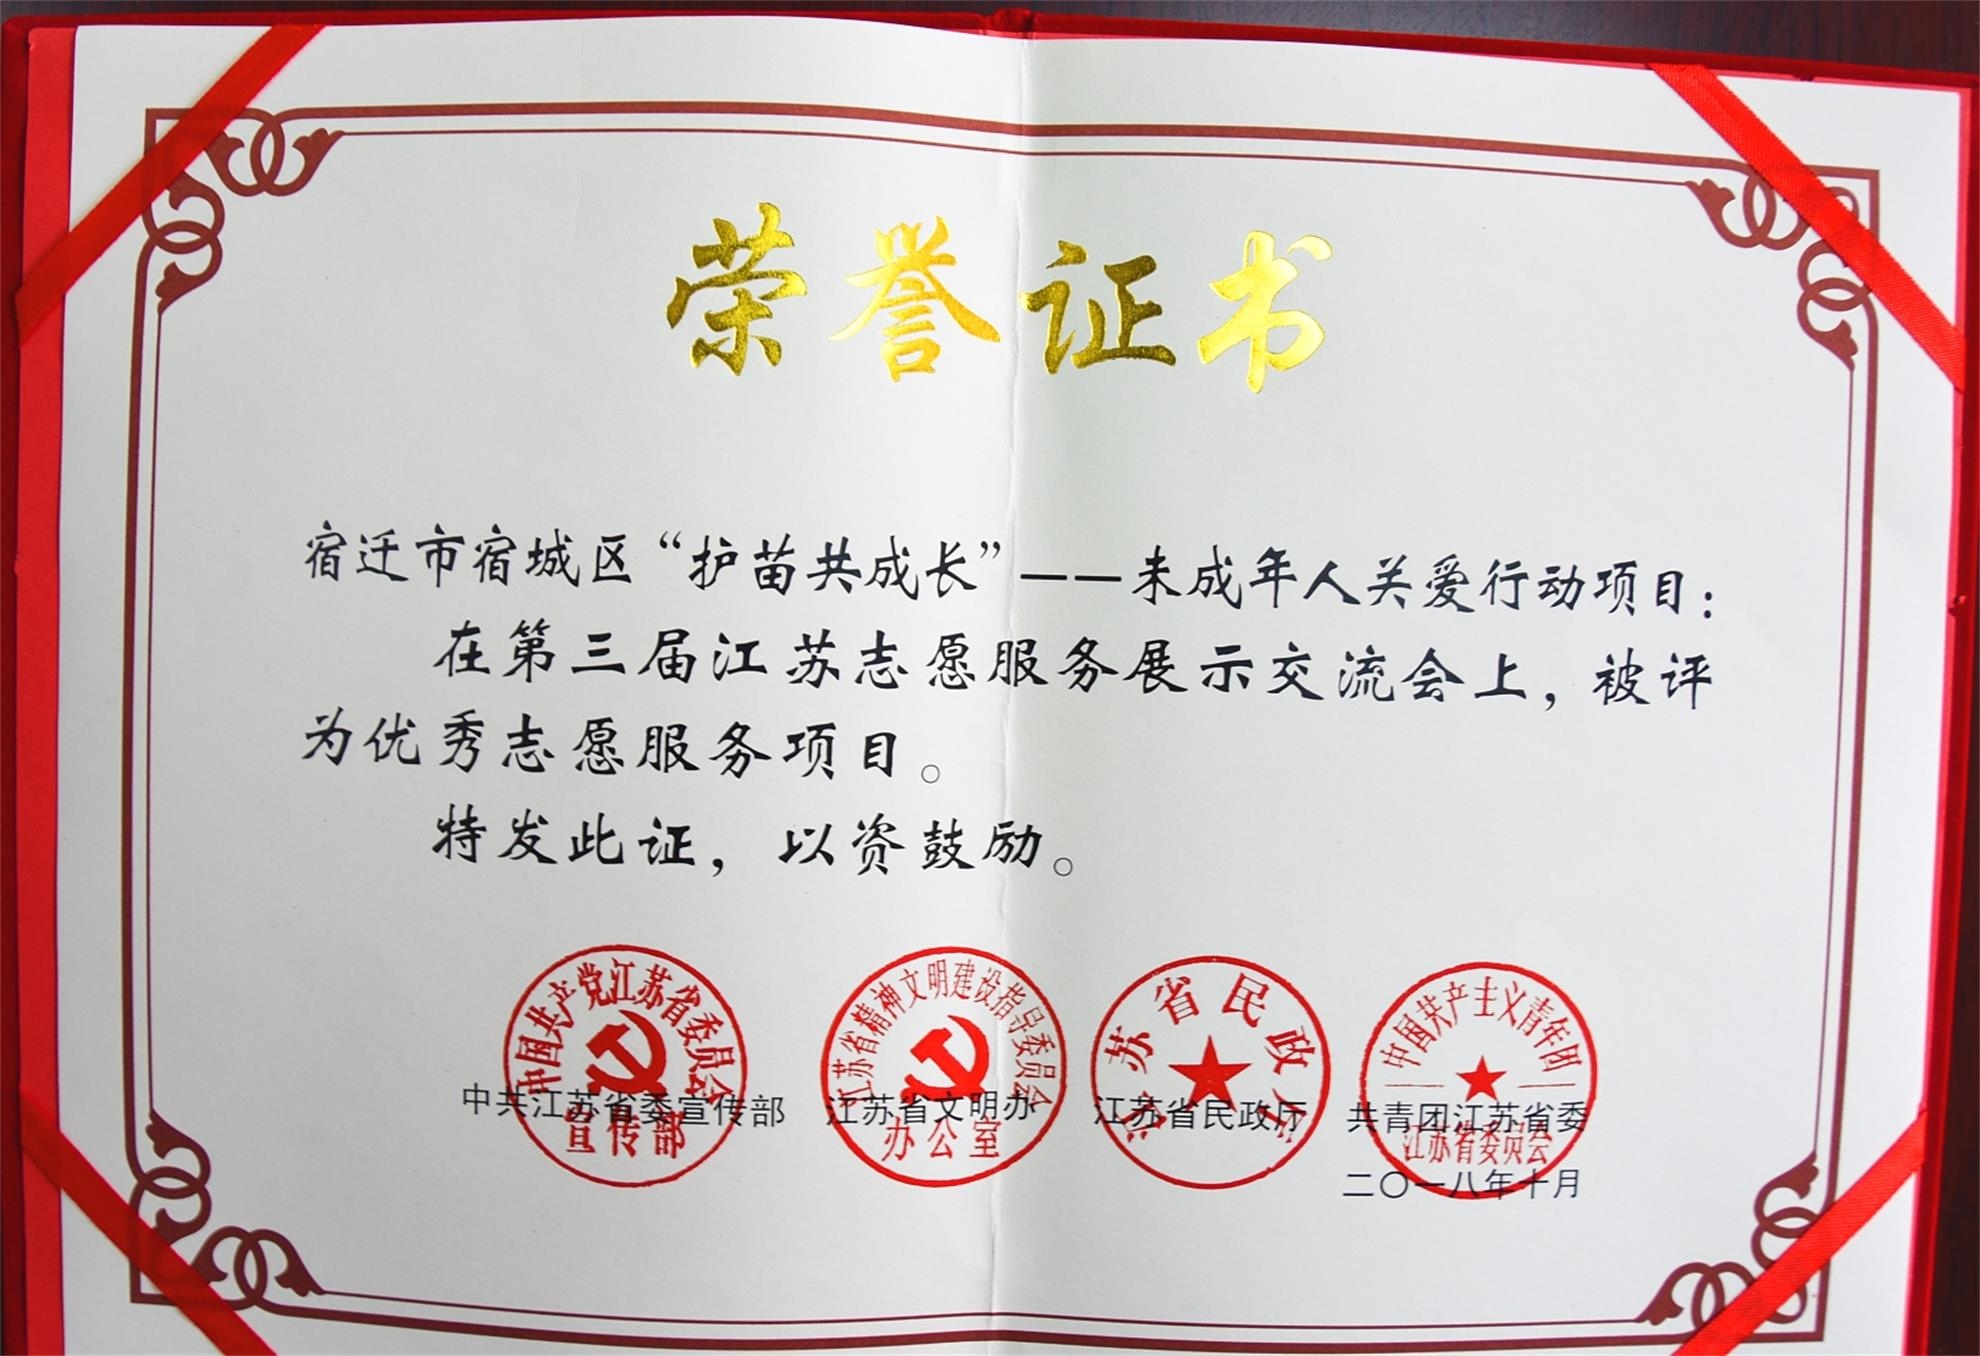 荣誉证书
宿迁市宿城区“护苗共成长”——未成年人关爱行动项目：
在第三届江苏志愿服务展示交流会上，被评
为优秀志愿服务项目。
特发此证，以资鼓励。
中国共产党江苏省委员会
宣传部
江苏省精神文明建设指导委员会
办公室
江苏省民政厅
中国共产主义青年团
江苏省委员会
中共江苏省委宣传部 江苏省文明办 江苏省民政厅 共青团江苏省委
二〇一八年十月